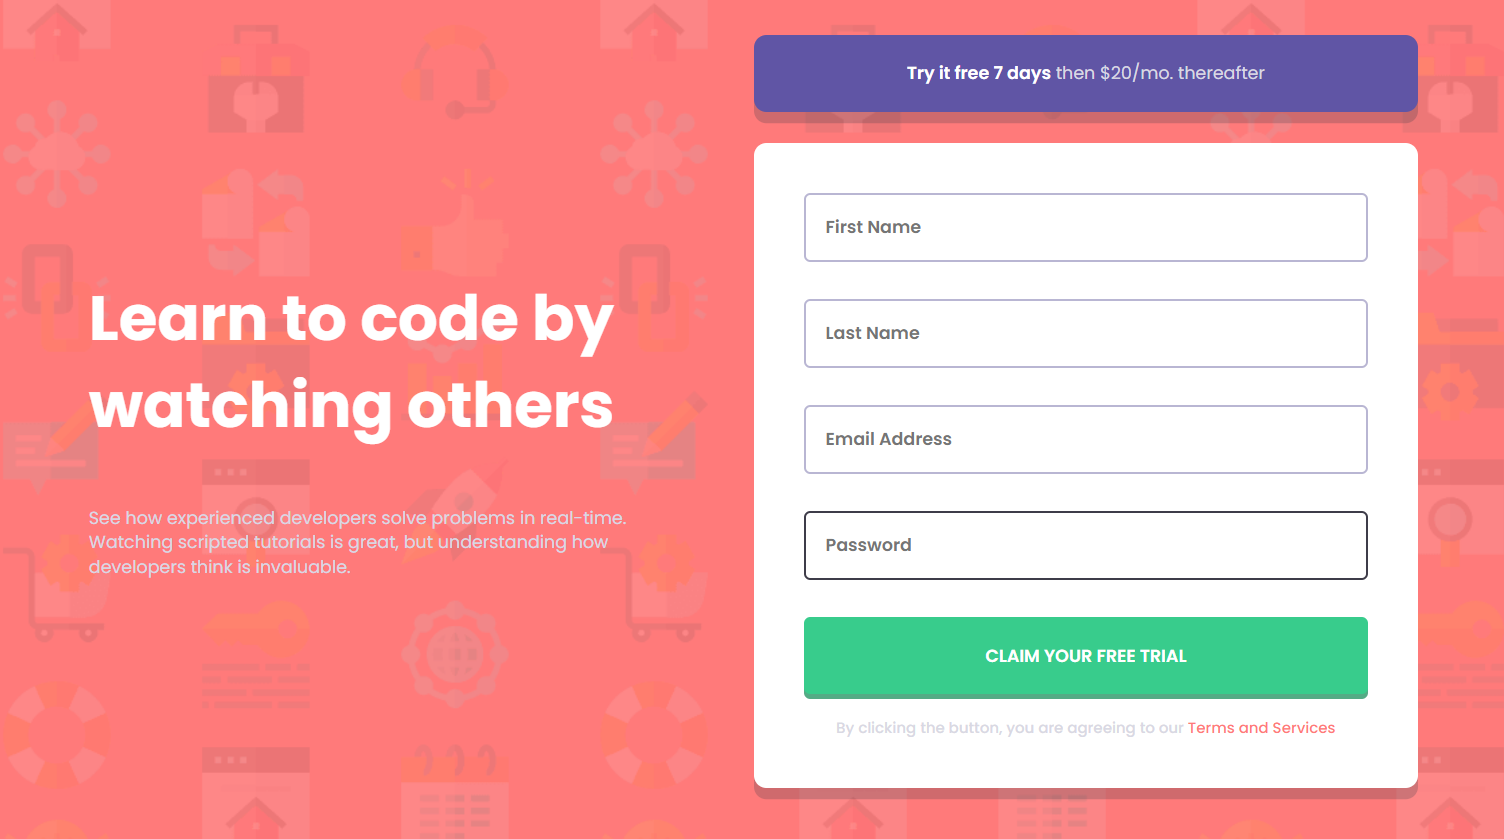 Learn to code by
watching others
See how experienced developers solve problems in real-time.
Watching scripted tutorials is great, but understanding how
developers think is invaluable.
Try it free 7 days then $20/mo. thereafter
First Name
Last Name
Email Address
Password
CLAIM YOUR FREE TRIAL
By clicking the button, you are agreeing to our Terms and Services